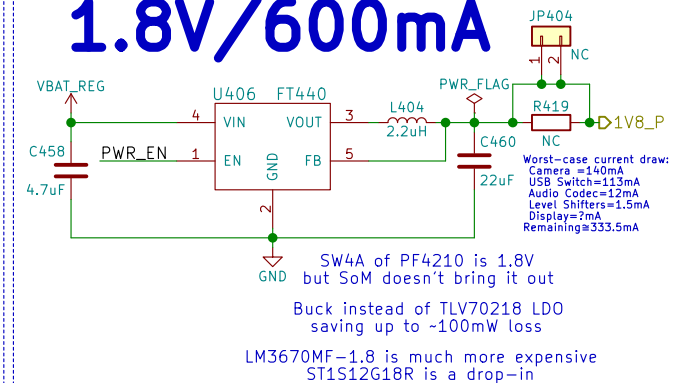 1.8V/600mA
JP404
1
2
NC
VBAT_REG
U406
FT440
PWR_FLAG
4
VIN
VOUT
3
L404
2.2uH
R419
NC
1V8_P
C458
4.7uF
PWR_EN
1
EN
GND
FB
5
C460
22uF
2
GND
Worst-case current draw:
Camera =140mA
USB Switch=113mA
Audio Codec=12mA
Level Shifters=1.5mA
Display=?mA
Remaining≅333.5mA
SW4A of PF4210 is 1.8V
but SoM doesn't bring it out
Buck instead of TLV70218 LDO
saving up to ~100mW loss
LM3670MF-1.8 is much more expensive
ST1S12G18R is a drop-in